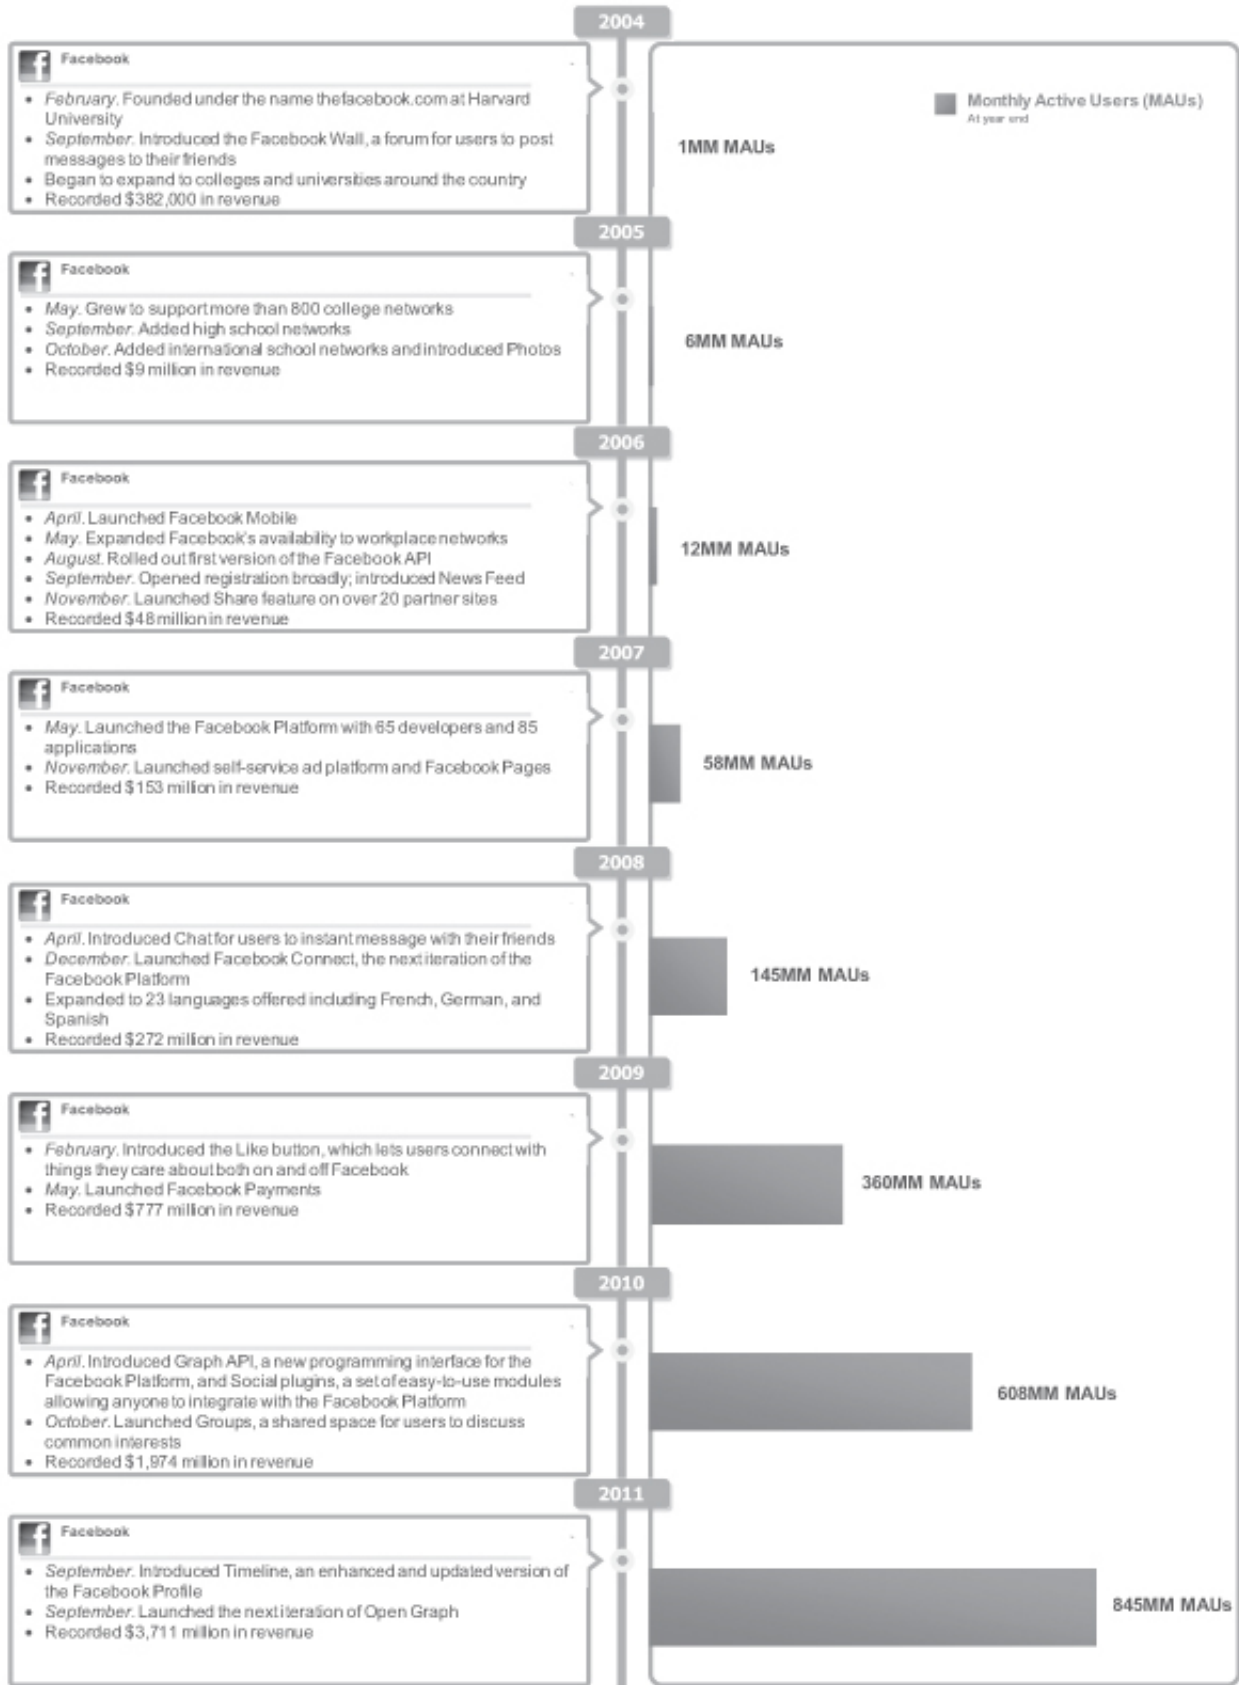 2004
Facebook
• February. Founded under the name thefacebook.com at Harvard
University
• September. Introduced the Facebook Wall, a forum for users to post
messages to their friends
• Began to expand to colleges and universities around the country
• Recorded $382,000 in revenue
Monthly Active Users (MAUs)
At year end
1MM MAUs
2005
Facebook
• May. Grew to support more than 800 college networks
• September. Added high school networks
• October. Added international school networks and introduced Photos
• Recorded $9 million in revenue
6MM MAUs
2006
Facebook
• April. Launched Facebook Mobile
• May. Expanded Facebook's availability to workplace networks
• August. Rolled out first version of the Facebook API
• September. Opened registration broadly; introduced News Feed
• November. Launched Share feature on over 20 partner sites
• Recorded $48 million in revenue
12MM MAUs
2007
Facebook
• May. Launched the Facebook Platform with 65 developers and 85
applications
• November. Launched self-service ad platform and Facebook Pages
• Recorded $153 million in revenue
58MM MAUs
2008
Facebook
• April. Introduced Chat for users to instant message with their friends
• December. Launched Facebook Connect, the next iteration of the
Facebook Platform
• Expanded to 23 languages offered including French, German, and
Spanish
• Recorded $272 million in revenue
145MM MAUs
2009
Facebook
• February. Introduced the Like button, which lets users connect with
things they care about both on and off Facebook
• May. Launched Facebook Payments
• Recorded $777 million in revenue
360MM MAUs
2010
Facebook
• April. Introduced Graph API, a new programming interface for the
Facebook Platform, and Social plugins, a set of easy-to-use modules
allowing anyone to integrate with the Facebook Platform
• October. Launched Groups, a shared space for users to discuss
common interests
• Recorded $1,974 million in revenue
608MM MAUs
2011
Facebook
• September. Introduced Timeline, an enhanced and updated version of
the Facebook Profile
• September. Launched the next iteration of Open Graph
• Recorded $3,711 million in revenue
845MM MAUs